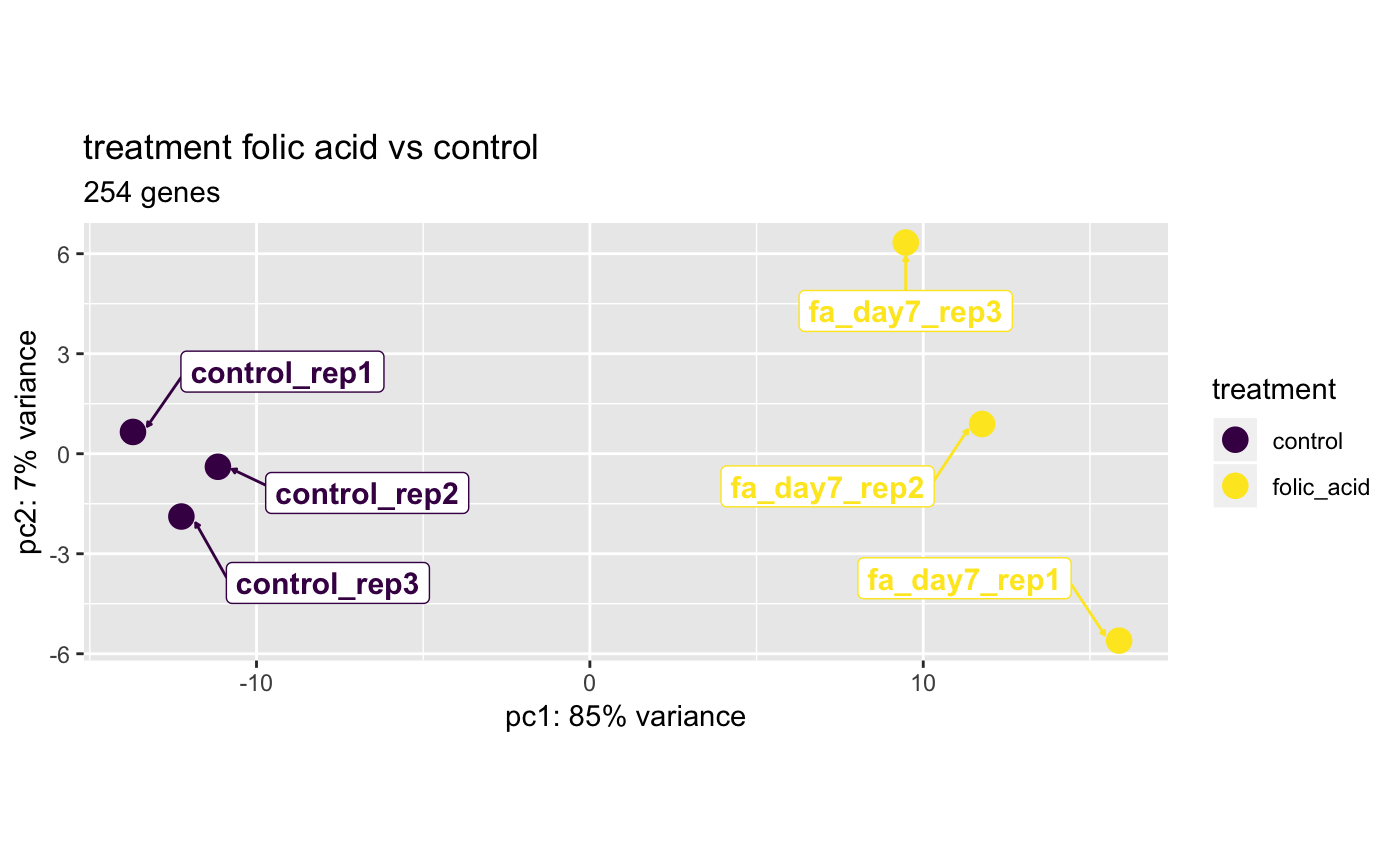 treatment folic acid vs control
254 genes
pc2: 7% variance
6
3
0
-3
-6
fa_day7_rep3
control_rep1
fa_day7_rep2
control_rep2
fa_day7_rep1
control_rep3
-10
0
10
pc1: 85% variance
treatment
control
folic_acid